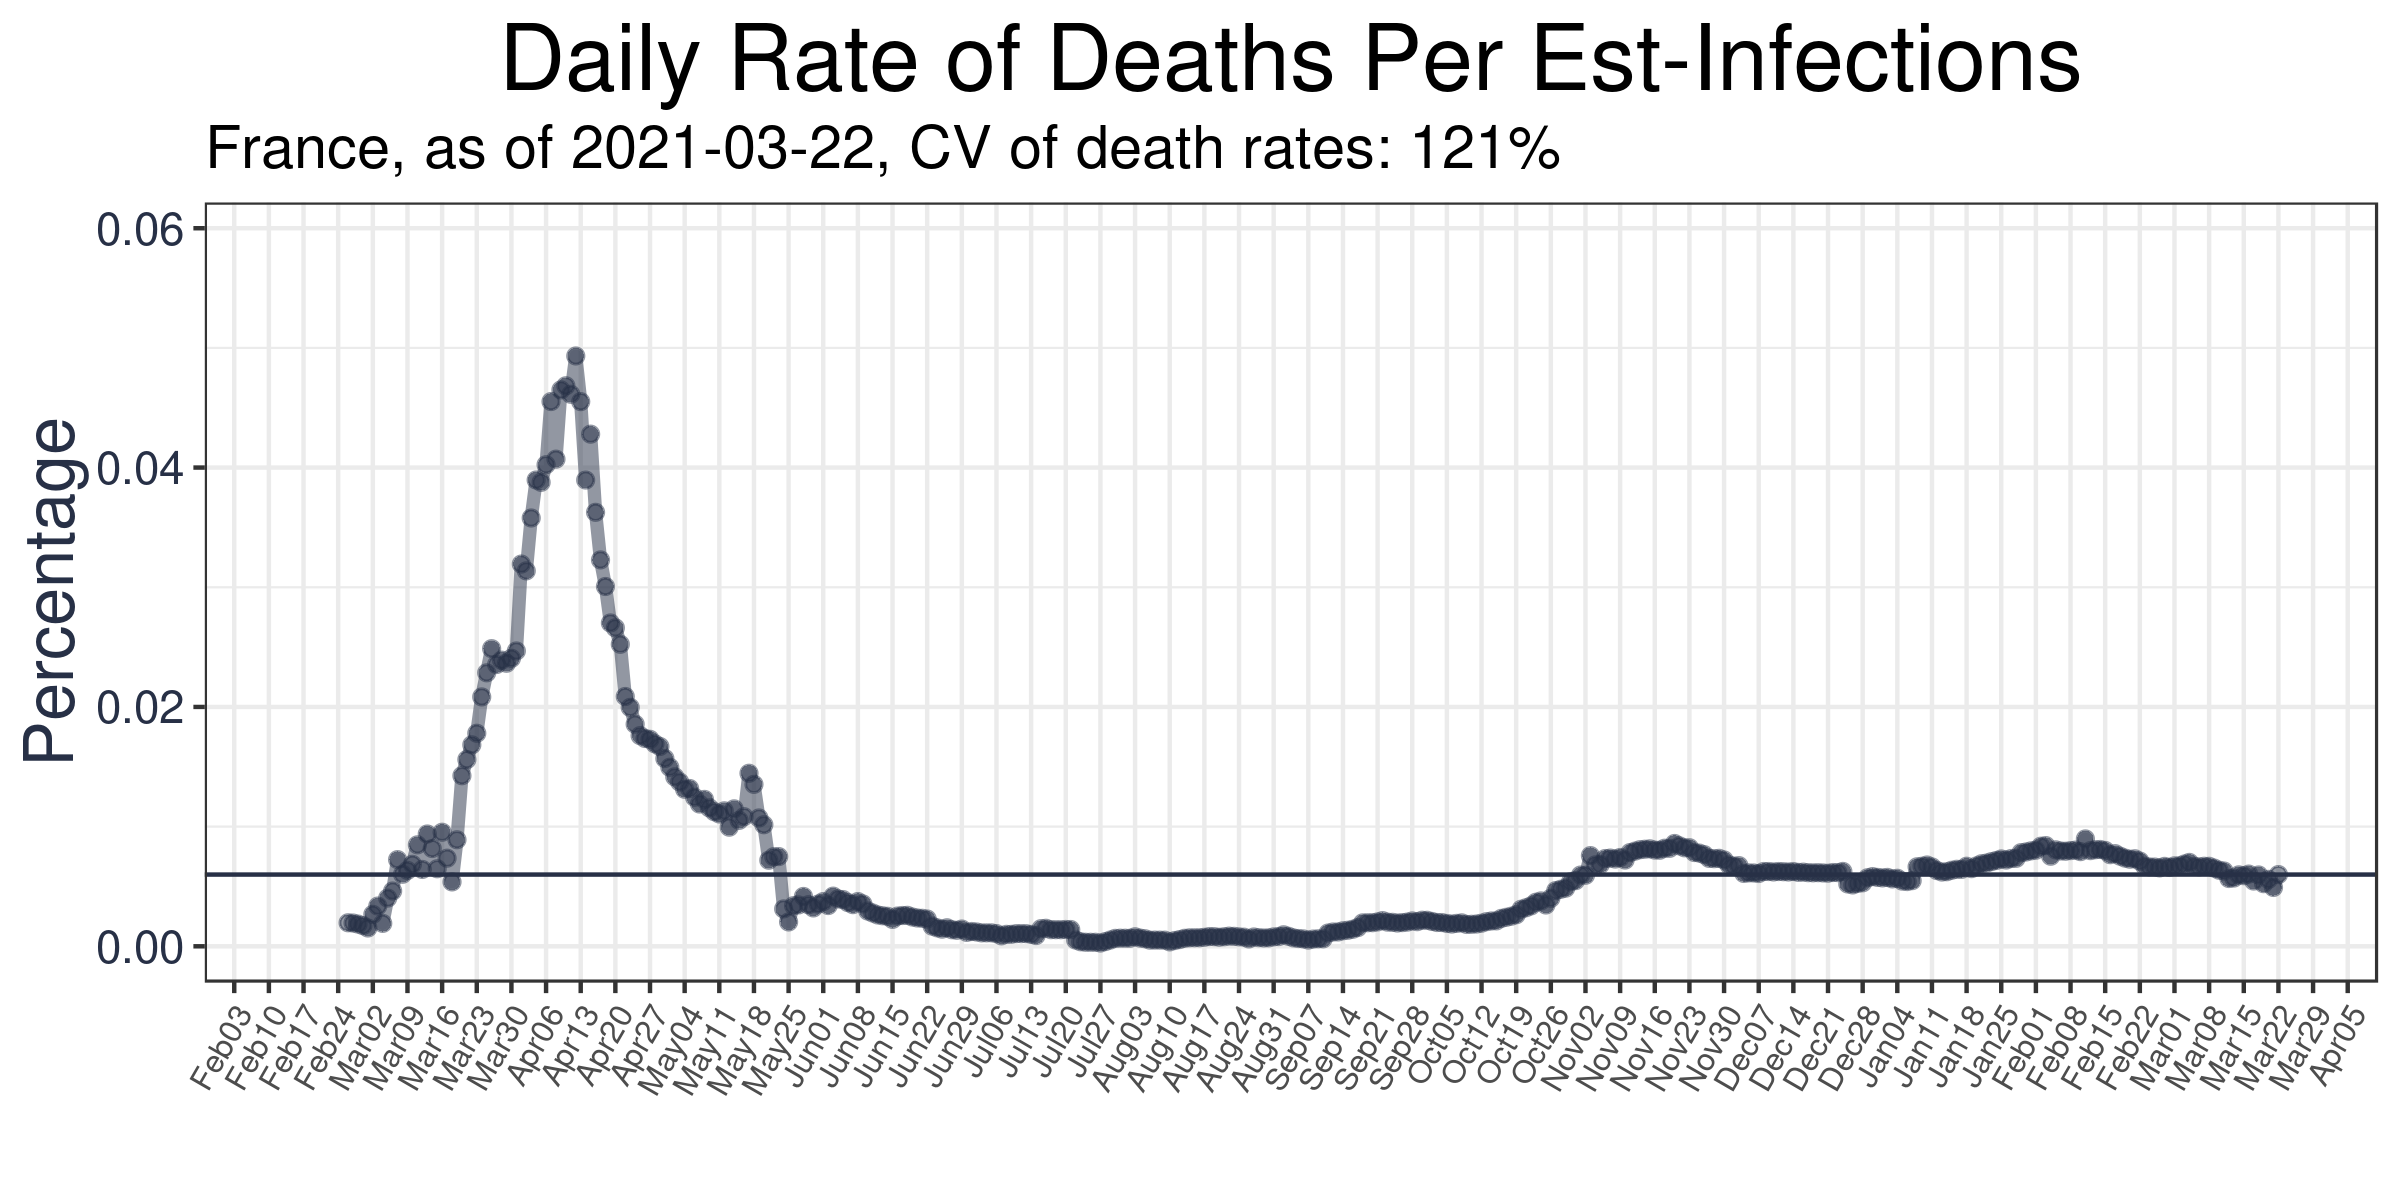 Daily Rate of Deaths Per Est-Infections
France, as of 2021-03-22, CV of death rates: 121%
Percentage
0.06
0.04
0.02
0.00
Feb03
Feb10
Feb17
Feb24
Mar02
Mar09
Mar16
Mar23
Mar30
Apr06
Apr13
Apr20
Apr27
May04
May11
May18
May25
Jun01
Jun08
Jun15
Jun22
Jun29
Jul06
Jul13
Jul20
Jul27
Aug03
Aug10
Aug17
Aug24
Aug31
Sep07
Sep14
Sep21
Sep28
Oct05
Oct12
Oct19
Oct26
Nov02
Nov09
Nov16
Nov23
Nov30
Dec07
Dec14
Dec21
Dec28
Jan04
Jan11
Jan18
Jan25
Feb01
Feb08
Feb15
Feb22
Mar01
Mar08
Mar15
Mar22
Mar29
Apr05